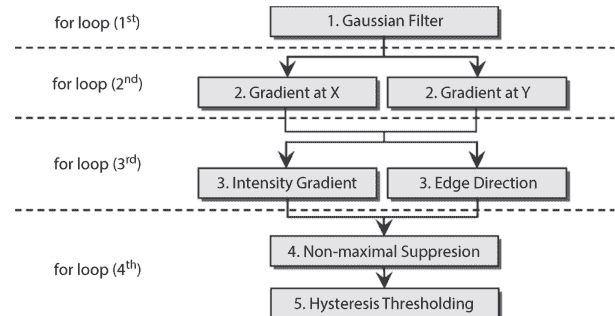 for loop (1st)
1. Gaussian Filter
for loop (2nd)
2. Gradient at X
2. Gradient at Y
for loop (3rd)
3. Intensity Gradient
3. Edge Direction
for loop (4th)
4. Non-maximal Suppresion
5. Hysteresis Thresholding